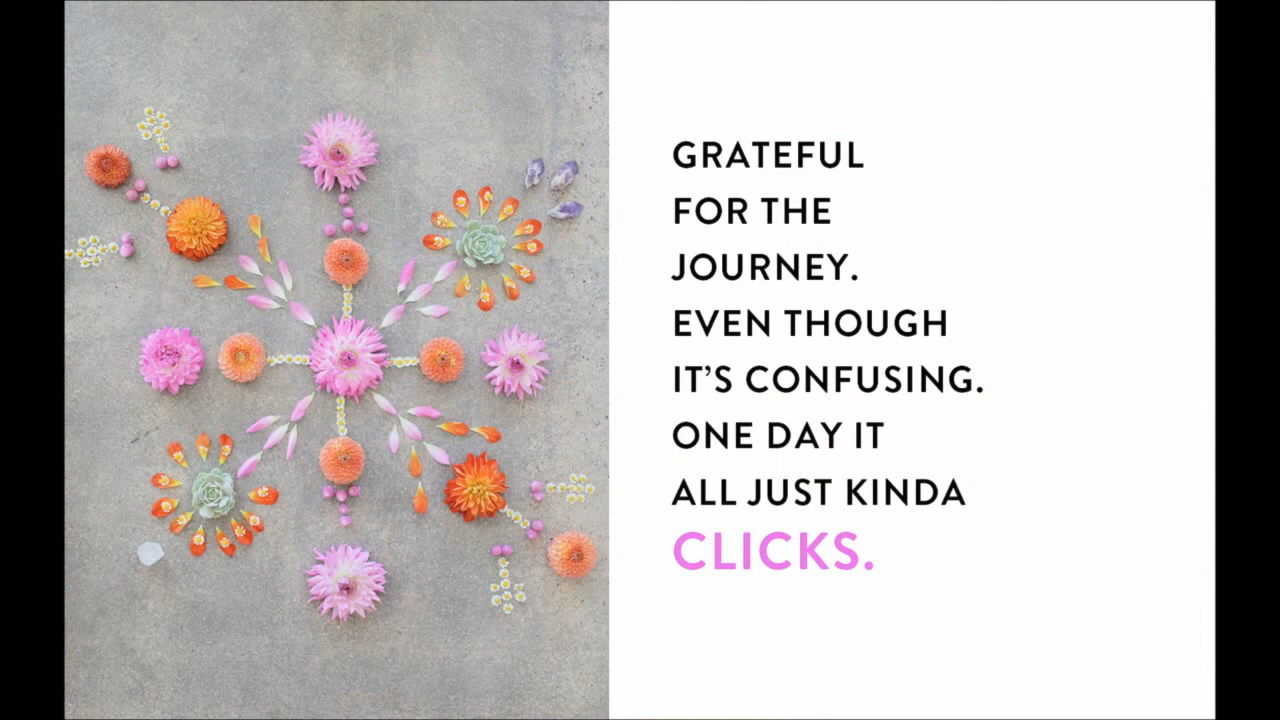 GRATEFUL
FOR THE
JOURNEY.
EVEN THOUGH
IT’S CONFUSING.
ONE DAY IT
ALL JUST KINDA
CLICKS.